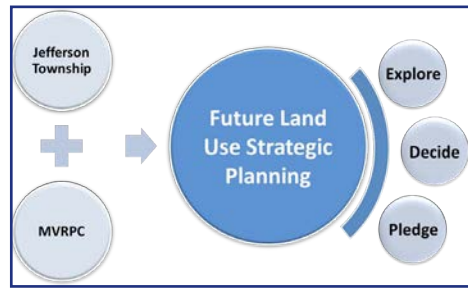 Jefferson
Township
MVRPC
Future Land
Use Strategic
Planning
Explore
Decide
Pledge